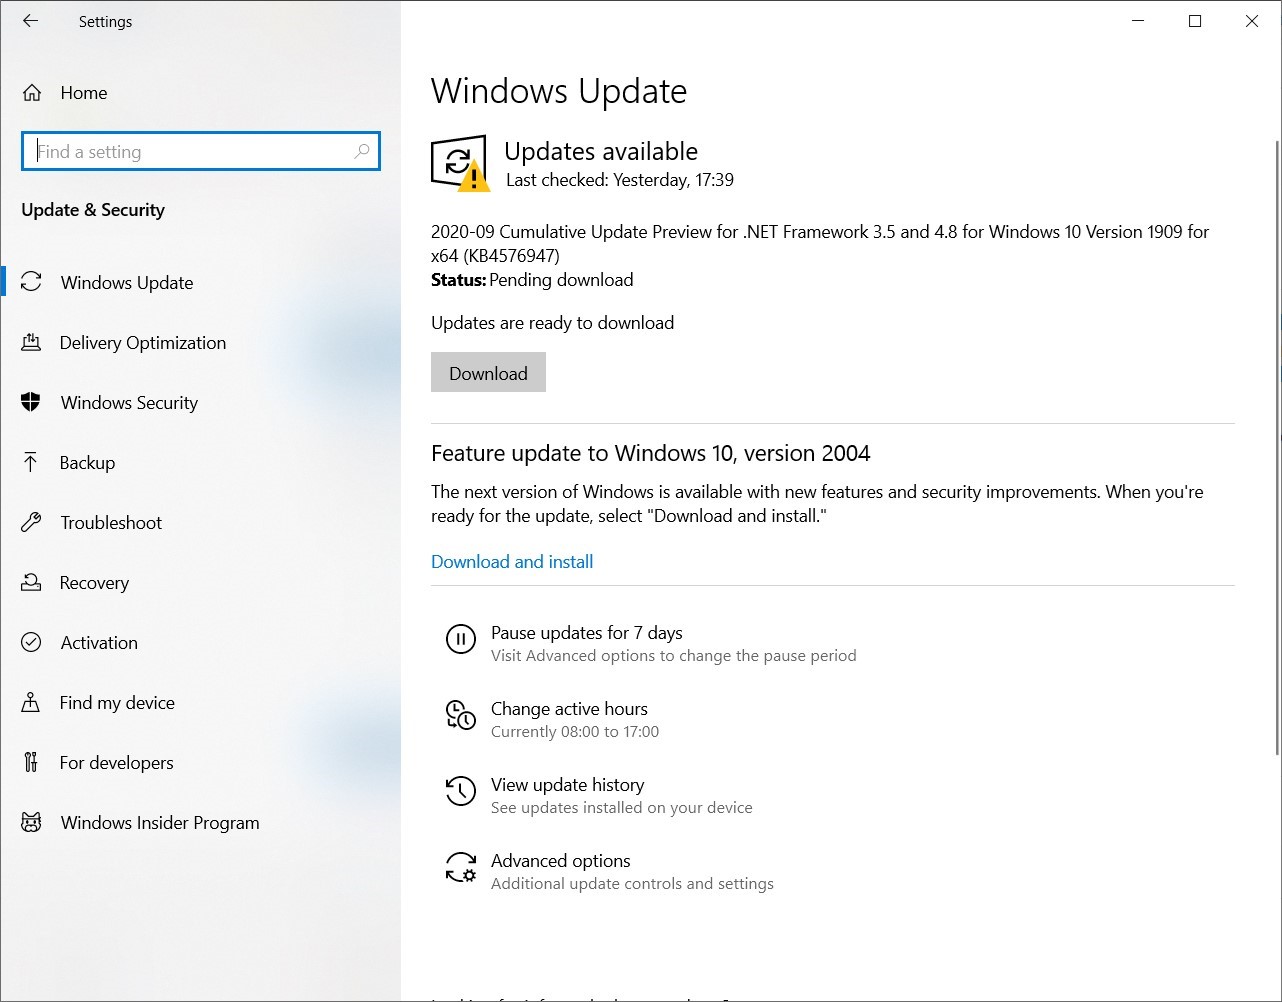 Settings
Home
Find a setting
Update & Security
Windows Update
Delivery Optimization
Windows Security
Backup
Troubleshoot
Recovery
Activation
Find my device
For developers
Windows Insider Program
Windows Update
Updates available
Last checked: Yesterday, 17:39
2020-09 Cumulative Update Preview for .NET Framework 3.5 and 4.8 for Windows 10 Version 1909 for
x64 (KB4576947)
Status: Pending download
Updates are ready to download
Download
Feature update to Windows 10, version 2004
The next version of Windows is available with new features and security improvements. When you're
ready for the update, select "Download and install."
Download and install
Pause updates for 7 days
Visit Advanced options to change the pause period
Change active hours
Currently 08:00 to 17:00
View update history
See updates installed on your device
Advanced options
Additional update controls and settings